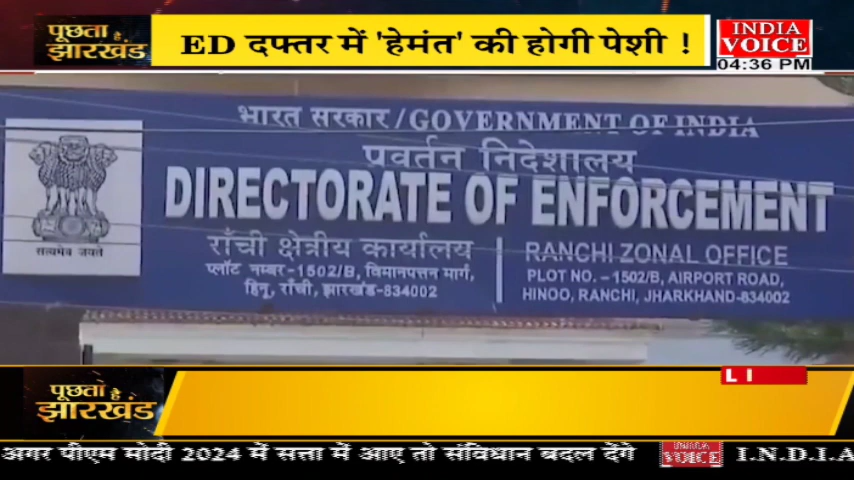 पूछता है
झारखंड
ED दफ्तर में 'हेमंत' की होगी पेशी !
INDIA
VOICE
04:36 PM
भारत सरकार/GOVERNMENT OF INDIA
प्रवर्तन निदेशालय
DIRECTORATE OF ENFORCEMENT
सत्यमेव जयते
राँची क्षेत्रीय कार्यालय
प्लॉट नम्बर-1502/B, विमानपत्तन मार्ग,
हिनू, राँची, झारखंड-834002
RANCHI ZONAL OFFICE
PLOT NO. – 1502/B, AIRPORT ROAD,
HINOO, RANCHI, JHARKHAND-834002
पूछता है
झारखंड
L I
अगर पीएम मोदी 2024 में सत्ता में आए तो संविधान बदल देंगे
INDIA
VOICE
I.N.D.I.A